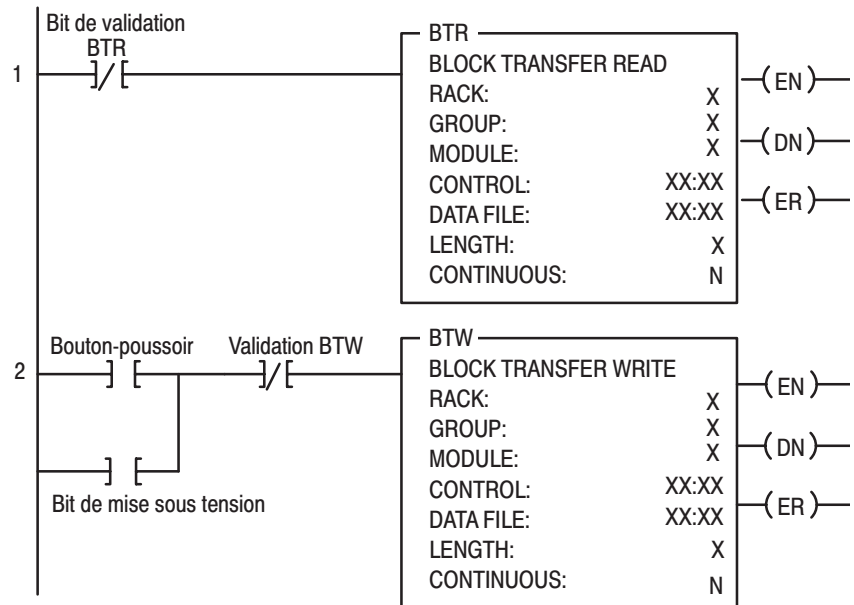 Bit de validation
BTR
1
BTR
BLOCK TRANSFER READ
RACK: X
GROUP: X
MODULE: X
CONTROL: XX:XX
DATA FILE: XX:XX
LENGTH: X
CONTINUOUS: N
EN
DN
ER
Bouton-poussoir Validation BTW
2
Bit de mise sous tension
BTW
BLOCK TRANSFER WRITE
RACK: X
GROUP: X
MODULE: X
CONTROL: XX:XX
DATA FILE: XX:XX
LENGTH: X
CONTINUOUS: N
EN
DN
ER